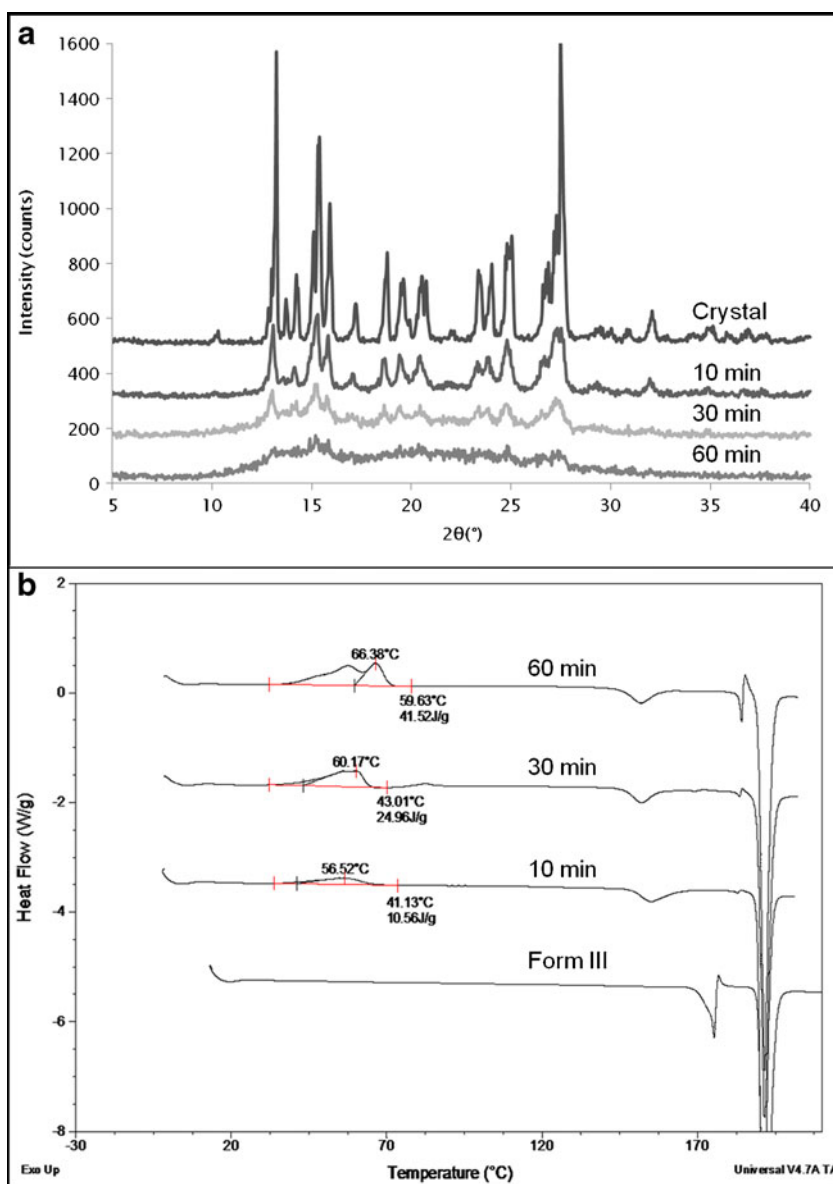 a
1600
1400
1200
1000
800
600
400
200
0
Intensity (counts)
Crystal
10 min
30 min
60 min
5 10 15 20 25 30 35 40
2θ(°)
b
2
0
-2
-4
-6
-8
Heat Flow (W/g)
66.38°C
60 min
59.63°C
41.52J/g
60.17°C
30 min
43.01°C
24.96J/g
56.52°C
10 min
41.13°C
10.56J/g
Form III
-30 20 70 120 170
Exo Up
Temperature (°C)
Universal V4.7A TA